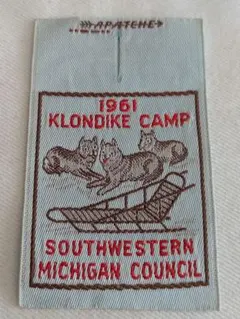 APATCHE
1961
KLONDIKE CAMP
SOUTHWESTERN
MICHIGAN COUNCIL